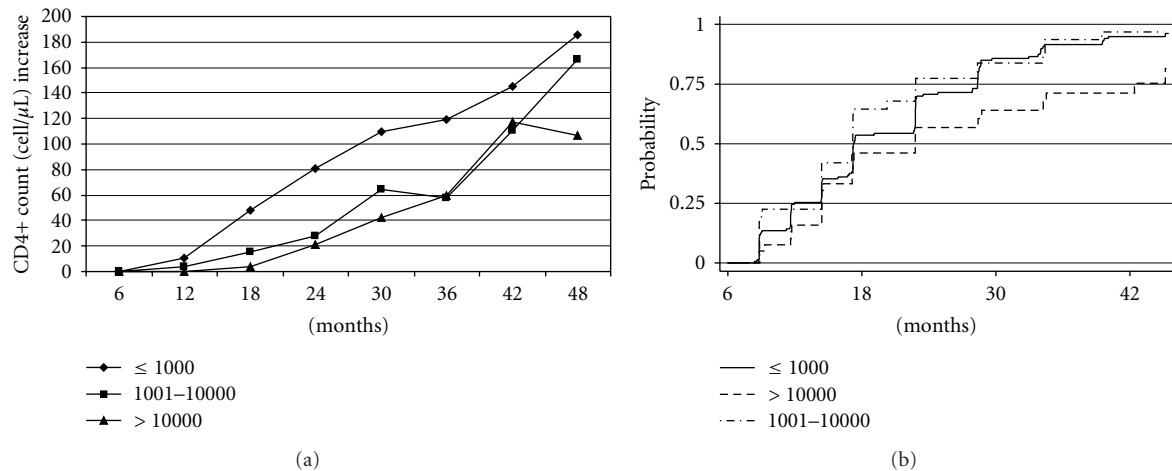 CD4+ count (cell/μL) increase
200
180
160
140
120
100
80
60
40
20
0
6 12 18 24 30 36 42 48
(months)
≤ 1000
1001–10000
> 10000
(a)
Probability
1
0.75
0.5
0.25
0
6 18 30 42
(months)
≤ 1000
> 10000
1001–10000
(b)